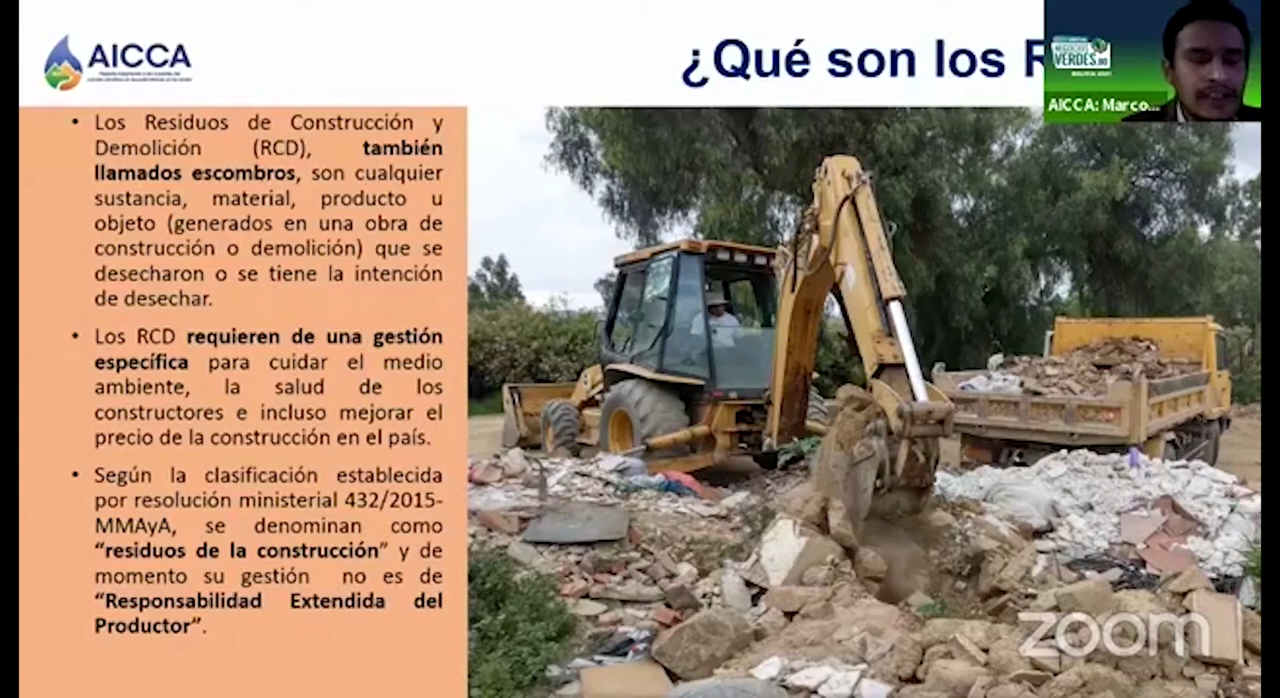 AICCA
¿Qué son los R
NEGOCIOS
VERDES.BO
BOLIVIA 2021
AICCA: Marco...
• Los Residuos de Construcción y
Demolición (RCD), también
llamados escombros, son cualquier
sustancia, material, producto u
objeto (generados en una obra de
construcción o demolición) que se
desecharon o se tiene la intención
de desechar.
• Los RCD requieren de una gestión
específica para cuidar el medio
ambiente, la salud de los
constructores e incluso mejorar el
precio de la construcción en el país.
• Según la clasificación establecida
por resolución ministerial 432/2015-
MMAyA, se denominan como
“residuos de la construcción” y de
momento su gestión no es de
“Responsabilidad Extendida del
Productor”.
zoom